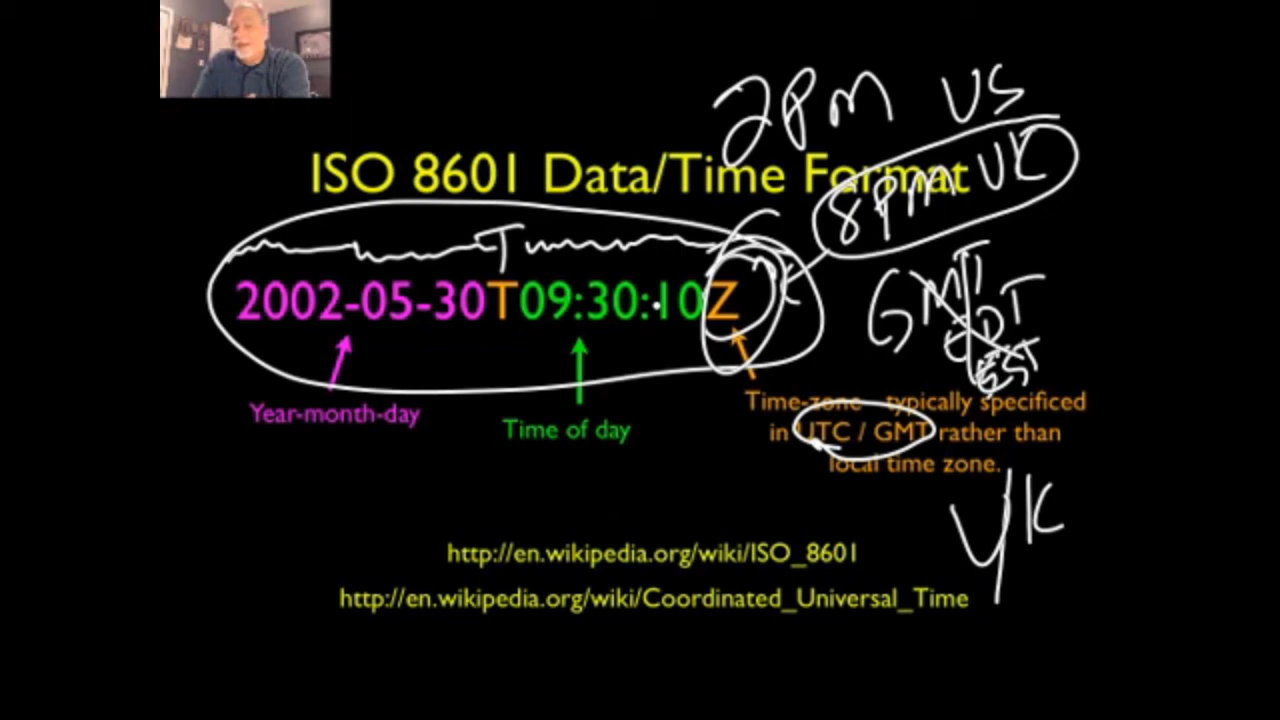 2PM US
ISO 8601 Data/Time Format
8PM UK
T
2002-05-30T09:30:10Z
GMT
EST
Year-month-day
Time of day
Time-zone - typically specificed
in UTC / GMT rather than
local time zone.
http://en.wikipedia.org/wiki/ISO_8601
http://en.wikipedia.org/wiki/Coordinated_Universal_Time